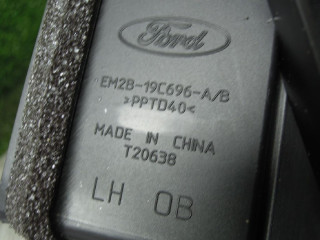 Ford
EM2B-19C696-A/B
>PPTD40<
MADE IN CHINA
T20638
LH OB